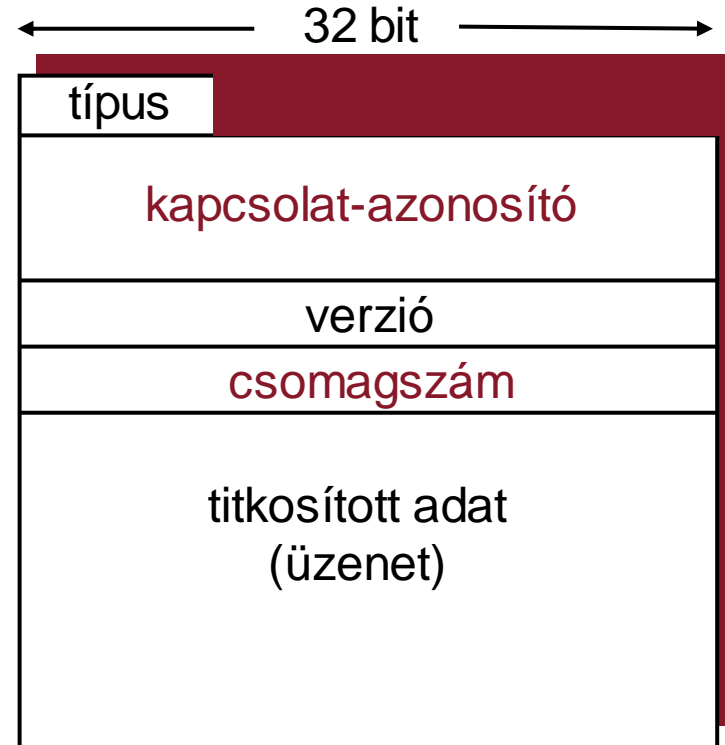 32 bit
típus
kapcsolat-azonosító
verzió
csomagszám
titkosított adat
(üzenet)